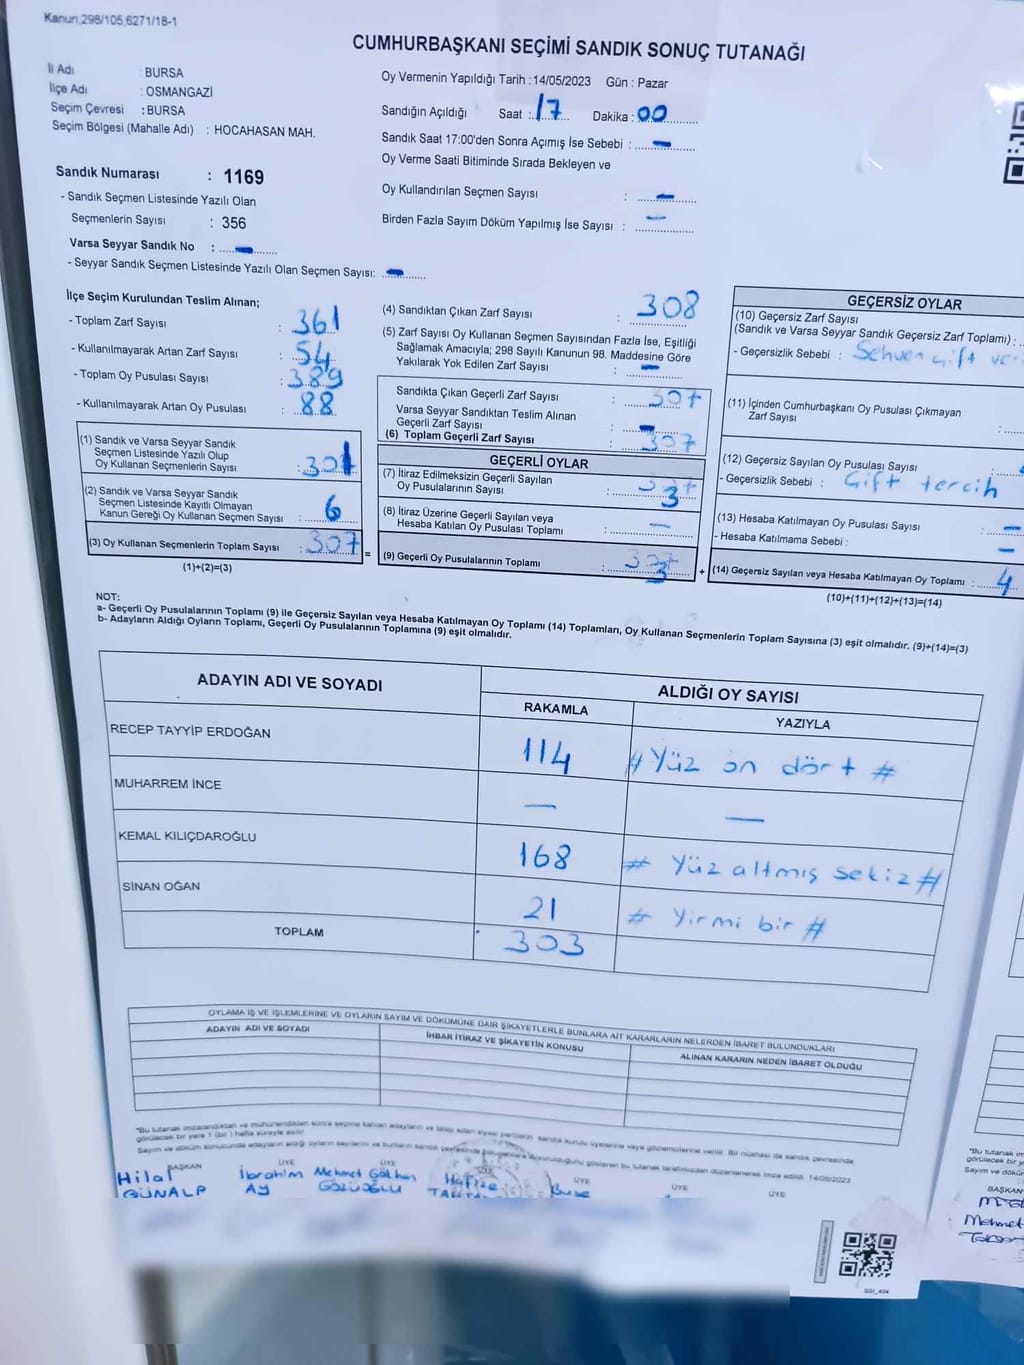 Kanun.298/105,6271/18-1
CUMHURBAŞKANI SEÇİMİ SANDIK SONUÇ TUTANAĞI
İl Adı : BURSA
İlçe Adı : OSMANGAZİ
Seçim Çevresi : BURSA
Seçim Bölgesi (Mahalle Adı) : HOCAHASAN MAH.
Oy Vermenin Yapıldığı Tarih : 14/05/2023 Gün : Pazar
Sandığın Açıldığı Saat : 17 Dakika : 00
Sandık Saat 17:00'den Sonra Açımış İse Sebebi : —
Oy Verme Saati Bitiminde Sırada Bekleyen ve
Oy Kullandırılan Seçmen Sayısı : —
Birden Fazla Sayım Döküm Yapılmış İse Sayısı : —
Sandık Numarası : 1169
- Sandık Seçmen Listesinde Yazılı Olan
Seçmenlerin Sayısı : 356
Varsa Seyyar Sandık No : —
- Seyyar Sandık Seçmen Listesinde Yazılı Olan Seçmen Sayısı: —
İlçe Seçim Kurulundan Teslim Alınan;
- Toplam Zarf Sayısı : 361
- Kullanılmayarak Artan Zarf Sayısı : 54
- Toplam Oy Pusulası Sayısı : 389
- Kullanılmayarak Artan Oy Pusulası : 88
(1) Sandık ve Varsa Seyyar Sandık
Seçmen Listesinde Yazılı Olup
Oy Kullanan Seçmenlerin Sayısı : 301
(2) Sandık ve Varsa Seyyar Sandık
Seçmen Listesinde Kayıtlı Olmayan
Kanun Gereği Oy Kullanan Seçmen Sayısı : 6
(3) Oy Kullanan Seçmenlerin Toplam Sayısı : 307
(1)+(2)=(3)
(4) Sandıktan Çıkan Zarf Sayısı : 308
(5) Zarf Sayısı Oy Kullanan Seçmen Sayısından Fazla İse, Eşitliği
Sağlamak Amacıyla; 298 Sayılı Kanunun 98. Maddesine Göre
Yakılarak Yok Edilen Zarf Sayısı : —
Sandıkta Çıkan Geçerli Zarf Sayısı : 307
Varsa Seyyar Sandıktan Teslim Alınan
Geçerli Zarf Sayısı : —
(6) Toplam Geçerli Zarf Sayısı : 307
GEÇERLİ OYLAR
(7) İtiraz Edilmeksizin Geçerli Sayılan
Oy Pusulalarının Sayısı :
(8) İtiraz Üzerine Geçerli Sayılan veya
Hesaba Katılan Oy Pusulası Toplamı : —
(9) Geçerli Oy Pusulalarının Toplamı :
GEÇERSİZ OYLAR
(10) Geçersiz Zarf Sayısı
(Sandık ve Varsa Seyyar Sandık Geçersiz Zarf Toplamı) :
- Geçersizlik Sebebi : Sehven çift
(11) İçinden Cumhurbaşkanı Oy Pusulası Çıkmayan
Zarf Sayısı :
(12) Geçersiz Sayılan Oy Pusulası Sayısı
- Geçersizlik Sebebi : Çift tercih
(13) Hesaba Katılmayan Oy Pusulası Sayısı : —
- Hesaba Katılmama Sebebi : —
(14) Geçersiz Sayılan veya Hesaba Katılmayan Oy Toplamı : 4
(10)+(11)+(12)+(13)=(14)
NOT:
a- Geçerli Oy Pusulalarının Toplamı (9) ile Geçersiz Sayılan veya Hesaba Katılmayan Oy Toplamı (14) Toplamları, Oy Kullanan Seçmenlerin Toplam Sayısına (3) eşit olmalıdır. (9)+(14)=(3)
b- Adayların Aldığı Oyların Toplamı, Geçerli Oy Pusulalarının Toplamına (9) eşit olmalıdır.
ADAYIN ADI VE SOYADI ALDIĞI OY SAYISI
RAKAMLA YAZIYLA
RECEP TAYYİP ERDOĞAN 114 # Yüz on dört #
MUHARREM İNCE — —
KEMAL KILIÇDAROĞLU 168 # Yüz altmış sekiz #
SİNAN OĞAN 21 # Yirmi bir #
TOPLAM 303
OYLAMA İŞ VE İŞLEMLERİNE VE OYLARIN SAYIM VE DÖKÜMÜNE DAİR ŞİKAYETLERLE BUNLARA AİT KARARLARIN NELERDEN İBARET BULUNDUKLARI
ADAYIN ADI VE SOYADI İHBAR İTİRAZ VE ŞİKAYETİN KONUSU ALINAN KARARIN NEDEN İBARET OLDUĞU
BAŞKAN ÜYE ÜYE ÜYE ÜYE ÜYE ÜYE
Hilal İbrahim Mehmet Gökhan Hafize Buse
GÜNALP AY GÖZÜOĞLU
BAŞKAN
Mehmet